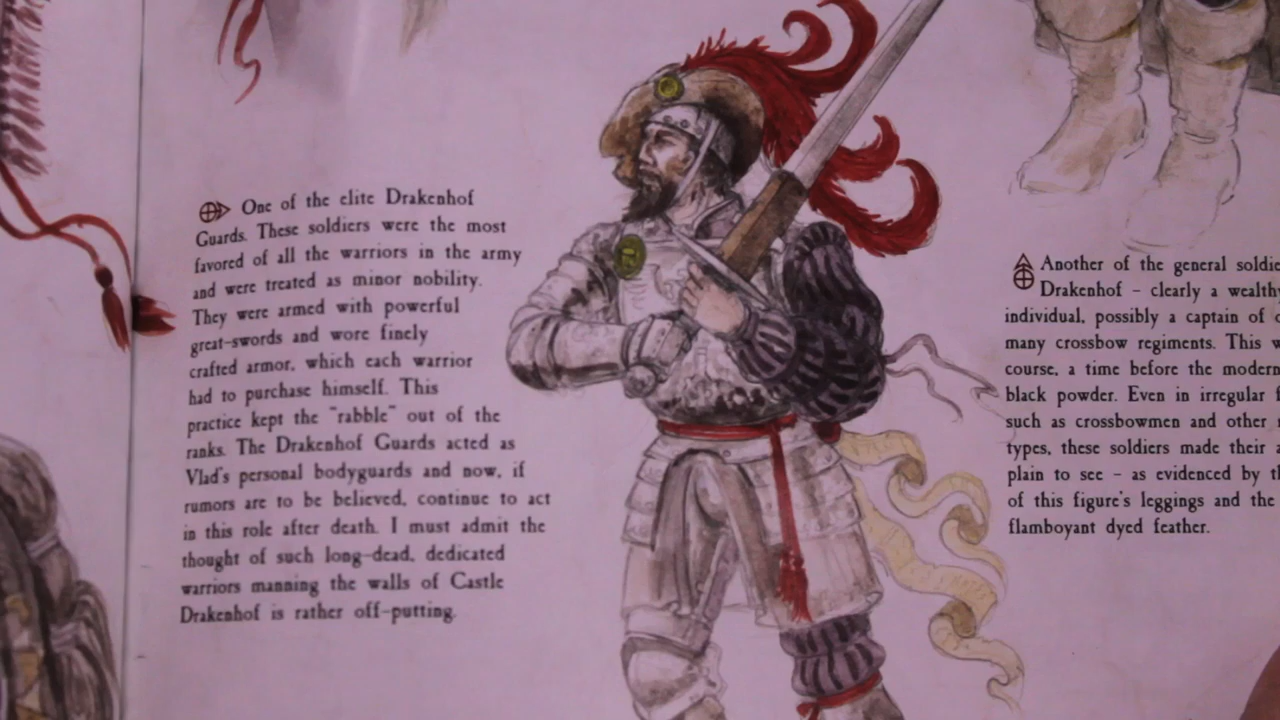 One of the elite Drakenhof
Guards. These soldiers were the most
favored of all the warriors in the army
and were treated as minor nobility.
They were armed with powerful
great-swords and wore finely
crafted armor, which each warrior
had to purchase himself. This
practice kept the "rabble" out of the
ranks. The Drakenhof Guards acted as
Vlad's personal bodyguards and now, if
rumors are to be believed, continue to act
in this role after death. I must admit the
thought of such long-dead, dedicated
warriors manning the walls of Castle
Drakenhof is rather off-putting.
Another of the general
Drakenhof - clearly a wealthy
individual, possibly a captain of
many crossbow regiments. This
course, a time before the modern
black powder. Even in irregular
such as crossbowmen and other
types, these soldiers made their
plain to see - as evidenced by
of this figure's leggings and the
flamboyant dyed feather.